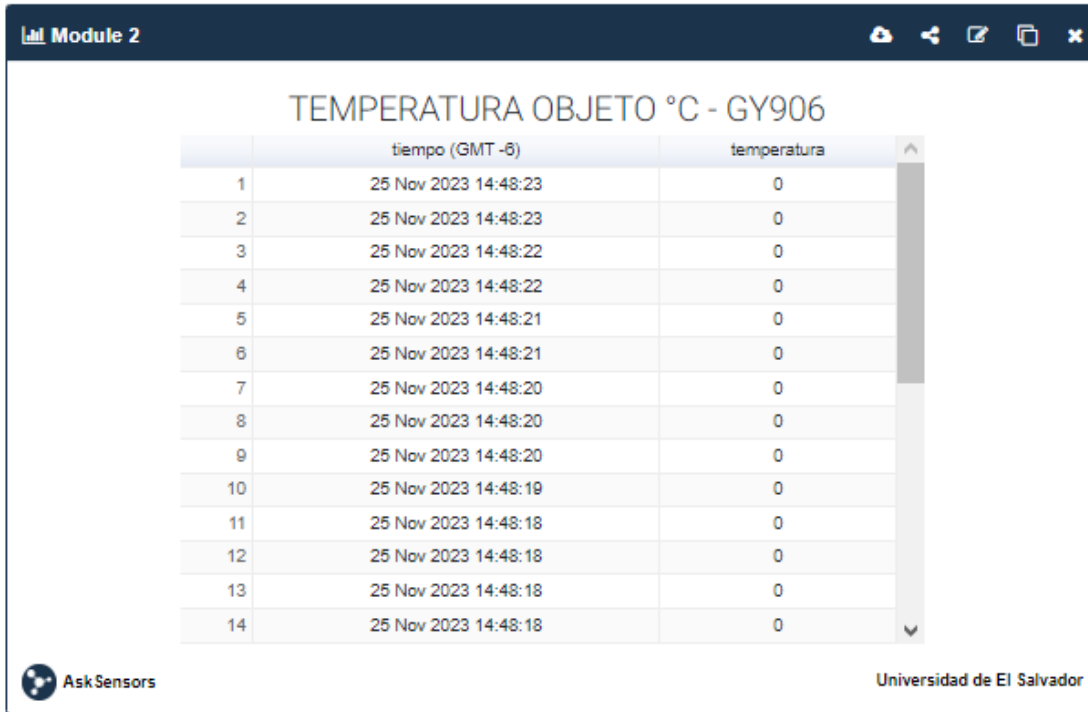 Module 2
TEMPERATURA OBJETO °C - GY906
tiempo (GMT -6) temperatura
1 25 Nov 2023 14:48:23 0
2 25 Nov 2023 14:48:23 0
3 25 Nov 2023 14:48:22 0
4 25 Nov 2023 14:48:22 0
5 25 Nov 2023 14:48:21 0
6 25 Nov 2023 14:48:21 0
7 25 Nov 2023 14:48:20 0
8 25 Nov 2023 14:48:20 0
9 25 Nov 2023 14:48:20 0
10 25 Nov 2023 14:48:19 0
11 25 Nov 2023 14:48:18 0
12 25 Nov 2023 14:48:18 0
13 25 Nov 2023 14:48:18 0
14 25 Nov 2023 14:48:18 0
AskSensors Universidad de El Salvador